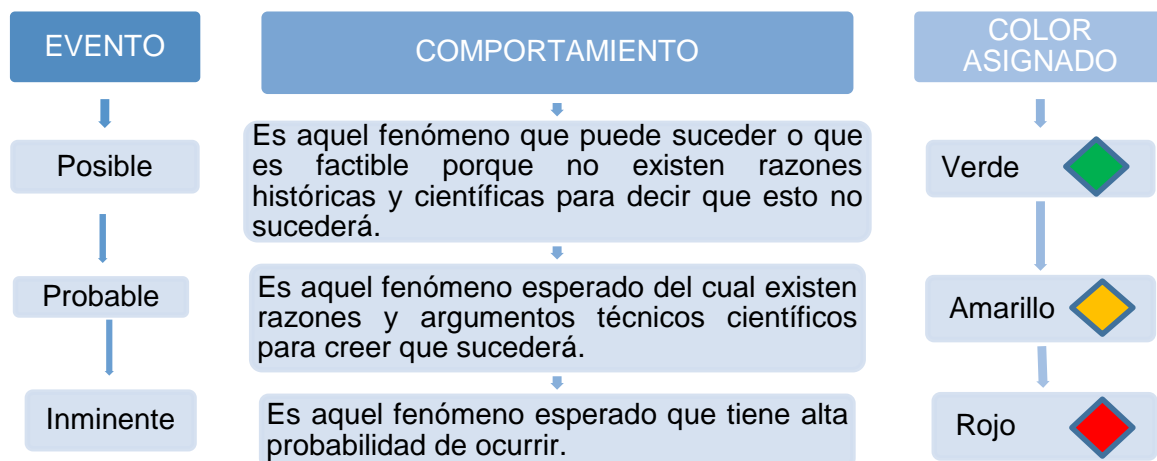 EVENTO
COMPORTAMIENTO
COLOR
ASIGNADO
Posible
Es aquel fenómeno que puede suceder o que
es factible porque no existen razones
históricas y científicas para decir que esto no
sucederá.
Verde
Probable
Es aquel fenómeno esperado del cual existen
razones y argumentos técnicos científicos
para creer que sucederá.
Amarillo
Inminente
Es aquel fenómeno esperado que tiene alta
probabilidad de ocurrir.
Rojo